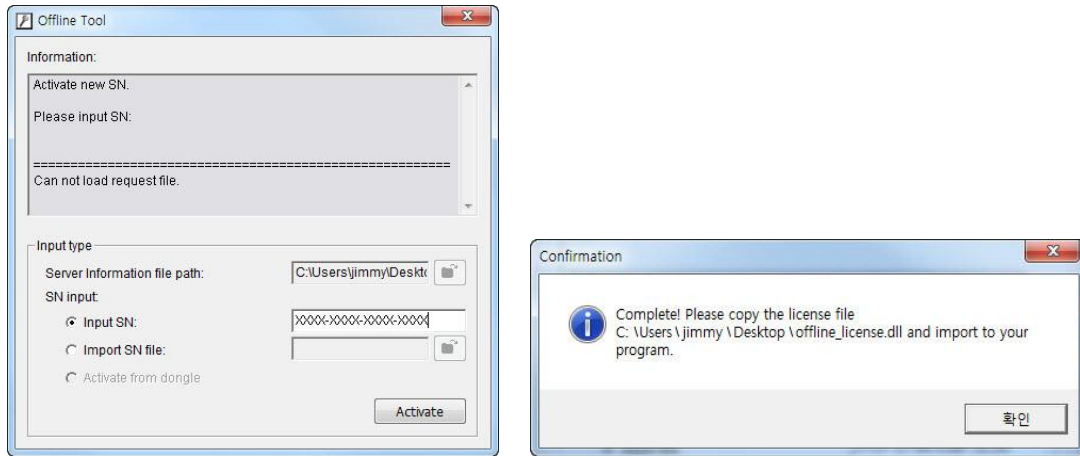 Offline Tool
Information:
Activate new SN.
Please input SN:
=======================================================
Can not load request file.
Input type
Server Information file path:
C:\Users\jimmy\Deskto
SN input:
Input SN:
XXXX-XXXX-XXXX-XXXX
Import SN file:
Activate from dongle
Activate
Confirmation
Complete! Please copy the license file
C: \Users \ jimmy \ Desktop \ offline_license.dll and import to your
program.
확인